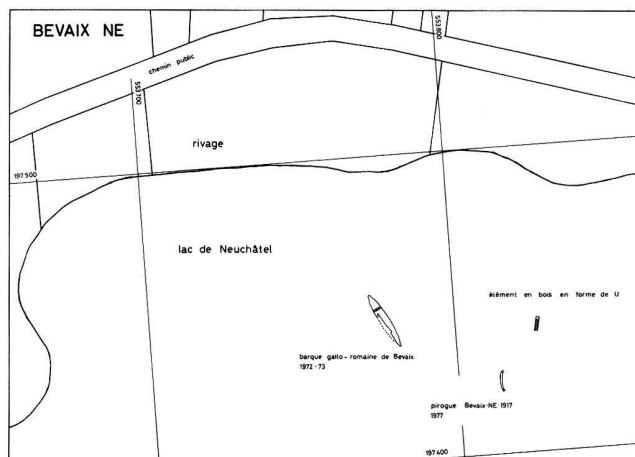 BEVAIX NE
chemin public
553 700
553 800
rivage
197 500
lac de Neuchâtel
élément en bois en forme de U
barque gallo-romaine de Bevaix
1972-73
pirogue Bevaix-NE-1917
1977
197 400